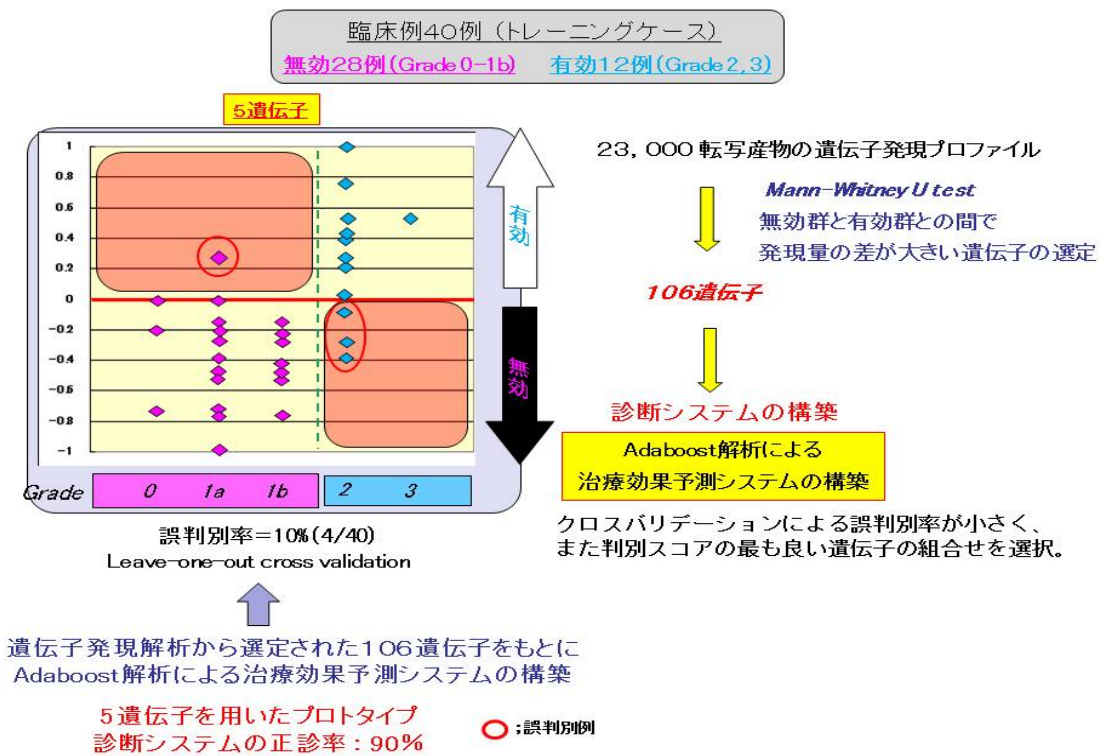 臨床例40例（トレーニングケース）
無効28例(Grade0-1b) 有効12例(Grade2,3)
5遺伝子
1
0.8
0.6
0.4
0.2
0
-0.2
-0.4
-0.6
-0.8
-1
有効
無効
Grade 0 1a 1b 2 3
誤判別率＝10%(4/40)
Leave-one-out cross validation
23，000転写産物の遺伝子発現プロファイル
Mann-Whitney U test
無効群と有効群との間で
発現量の差が大きい遺伝子の選定
106遺伝子
診断システムの構築
Adaboost解析による
治療効果予測システムの構築
クロスバリデーションによる誤判別率が小さく、
また判別スコアの最も良い遺伝子の組合せを選択。
遺伝子発現解析から選定された106遺伝子をもとに
Adaboost解析による治療効果予測システムの構築
5遺伝子を用いたプロトタイプ
診断システムの正診率：90%
;誤判別例